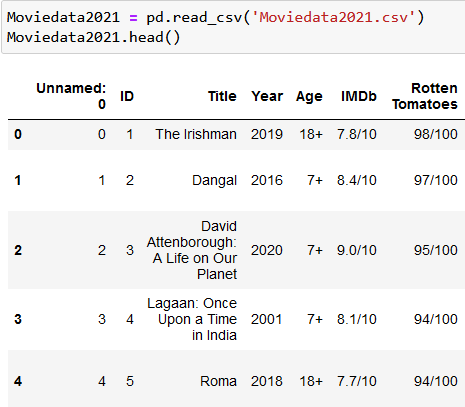 Moviedata2021 = pd.read_csv('Moviedata2021.csv')
Moviedata2021.head()
Unnamed: 0 ID Title Year Age IMDb Rotten Tomatoes
0 0 1 The Irishman 2019 18+ 7.8/10 98/100
1 1 2 Dangal 2016 7+ 8.4/10 97/100
2 2 3 David Attenborough: A Life on Our Planet 2020 7+ 9.0/10 95/100
3 3 4 Lagaan: Once Upon a Time in India 2001 7+ 8.1/10 94/100
4 4 5 Roma 2018 18+ 7.7/10 94/100